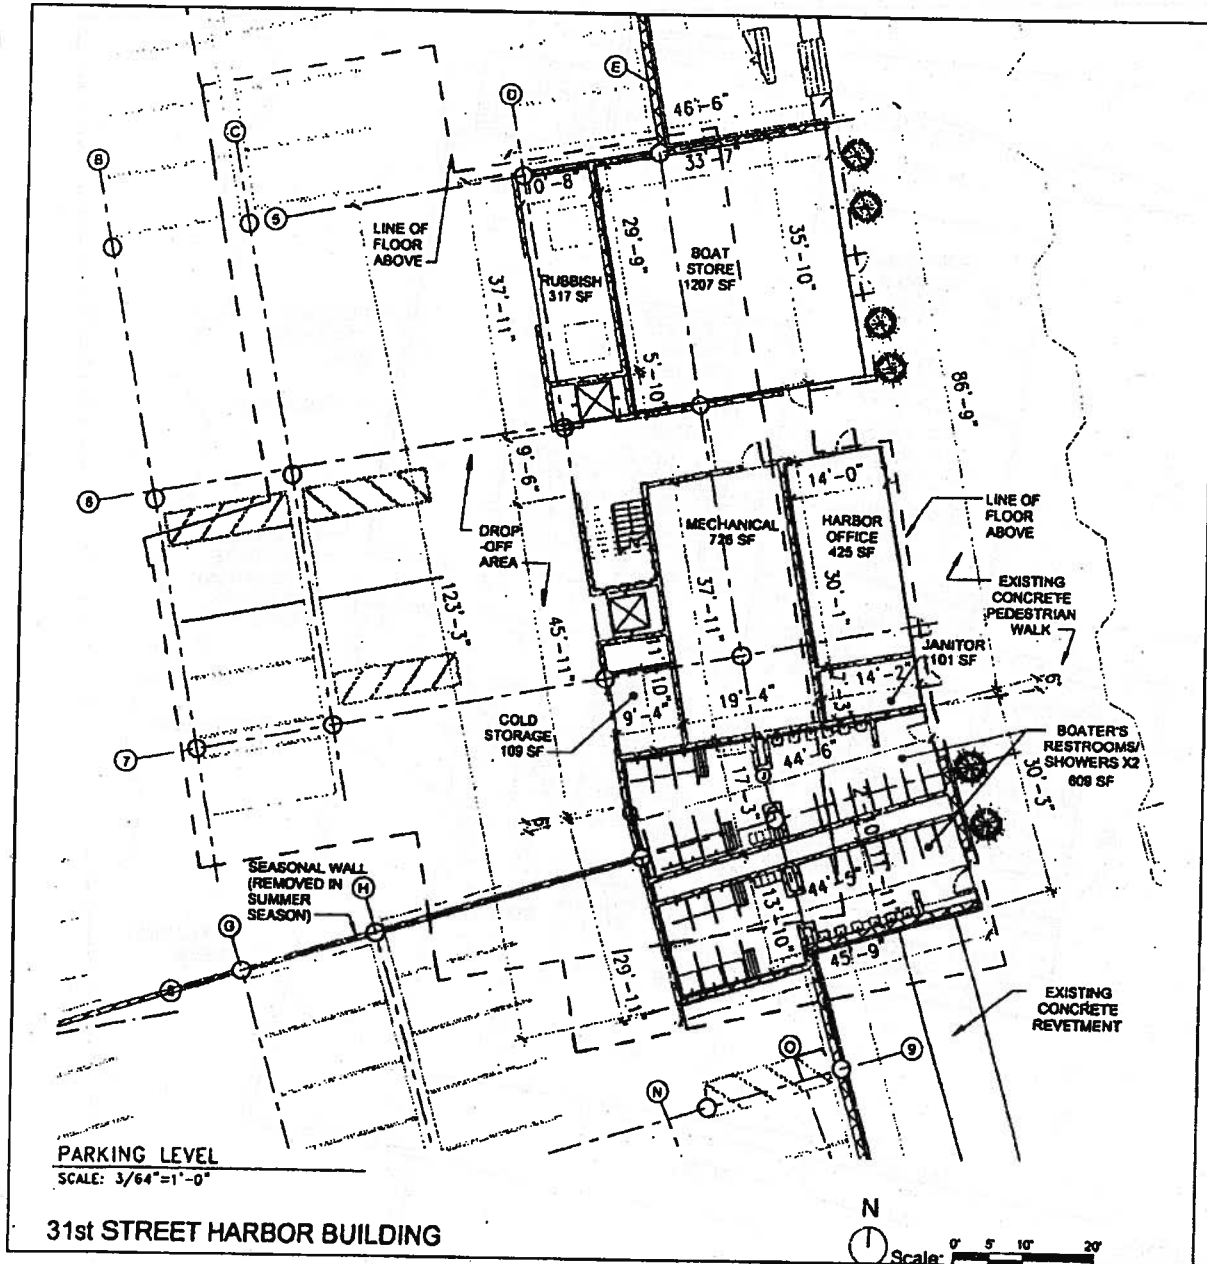 E
D
46'-6"
C
B
33'-7"
0'-8"
5
LINE OF
FLOOR
ABOVE
29'-9"
BOAT
STORE
1207 SF
35'-10"
RUBBISH
317 SF
37'-11"
5'-10"
86'-9"
6
9'-6"
14'-0"
DROP
-OFF
AREA
MECHANICAL
726 SF
HARBOR
OFFICE
425 SF
LINE OF
FLOOR
ABOVE
37'-11"
30'-1"
EXISTING
CONCRETE
PEDESTRIAN
WALK
123'-3"
45'-11"
JANITOR
101 SF
14'-2"
19'-4"
9'-4"
COLD
STORAGE
109 SF
7
44'-6"
BOATER'S
RESTROOMS/
SHOWERS X2
609 SF
17'-3"
30'-3"
SEASONAL WALL
(REMOVED IN
SUMMER
SEASON)
H
44'-5"
13'-10"
G
45'-9"
29'-11"
EXISTING
CONCRETE
REVETMENT
O
9
N
PARKING LEVEL
SCALE: 3/64"=1'-0"
31st STREET HARBOR BUILDING
N
Scale:
0' 5' 10' 20'